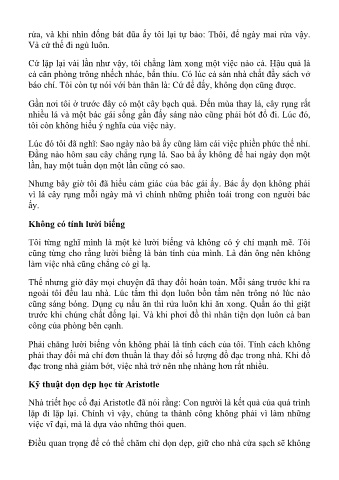 rửa, và khi nhìn đống bát đũa ấy tôi lại tự bảo: Thôi, để ngày mai rửa vậy.
Và cứ thế đi ngủ luôn.
Cứ lặp lại vài lần như vậy, tôi chẳng làm xong một việc nào cả. Hậu quả là
cả căn phòng trông nhếch nhác, bẩn thỉu. Có lúc cả sàn nhà chất đầy sách vở
báo chí. Tôi còn tự nói với bản thân là: Cứ để đấy, không dọn cũng được.
Gần nơi tôi ở trước đây có một cây bạch quả. Đến mùa thay lá, cây rụng rất
nhiều lá và một bác gái sống gần đấy sáng nào cũng phải hót đổ đi. Lúc đó,
tôi còn không hiểu ý nghĩa của việc này.
Lúc đó tôi đã nghĩ: Sao ngày nào bà ấy cũng làm cái việc phiền phức thế nhỉ.
Đằng nào hôm sau cây chẳng rụng lá. Sao bà ấy không để hai ngày dọn một
lần, hay một tuần dọn một lần cũng có sao.
Nhưng bây giờ tôi đã hiểu cảm giác của bác gái ấy. Bác ấy dọn không phải
vì lá cây rụng mỗi ngày mà vì chính những phiền toái trong con người bác
ấy.
Không có tính lười biếng
Tôi từng nghĩ mình là một kẻ lười biếng và không có ý chí mạnh mẽ. Tôi
cũng từng cho rằng lười biếng là bản tính của mình. Là đàn ông nên không
làm việc nhà cũng chẳng có gì lạ.
Thế nhưng giờ đây mọi chuyện đã thay đổi hoàn toàn. Mỗi sáng trước khi ra
ngoài tôi đều lau nhà. Lúc tắm thì dọn luôn bồn tắm nên trông nó lúc nào
cũng sáng bóng. Dụng cụ nấu ăn thì rửa luôn khi ăn xong. Quần áo thì giặt
trước khi chúng chất đống lại. Và khi phơi đồ thì nhân tiện dọn luôn cả ban
công của phòng bên cạnh.
Phải chăng lười biếng vốn không phải là tính cách của tôi. Tính cách không
phải thay đổi mà chỉ đơn thuần là thay đổi số lượng đồ đạc trong nhà. Khi đồ
đạc trong nhà giảm bớt, việc nhà trở nên nhẹ nhàng hơn rất nhiều.
Kỹ thuật dọn dẹp học từ Aristotle
Nhà triết học cổ đại Aristotle đã nói rằng: Con người là kết quả của quá trình
lặp đi lặp lại. Chính vì vậy, chúng ta thành công không phải vì làm những
việc vĩ đại, mà là dựa vào những thói quen.
Điều quan trọng để có thể chăm chỉ dọn dẹp, giữ cho nhà cửa sạch sẽ không